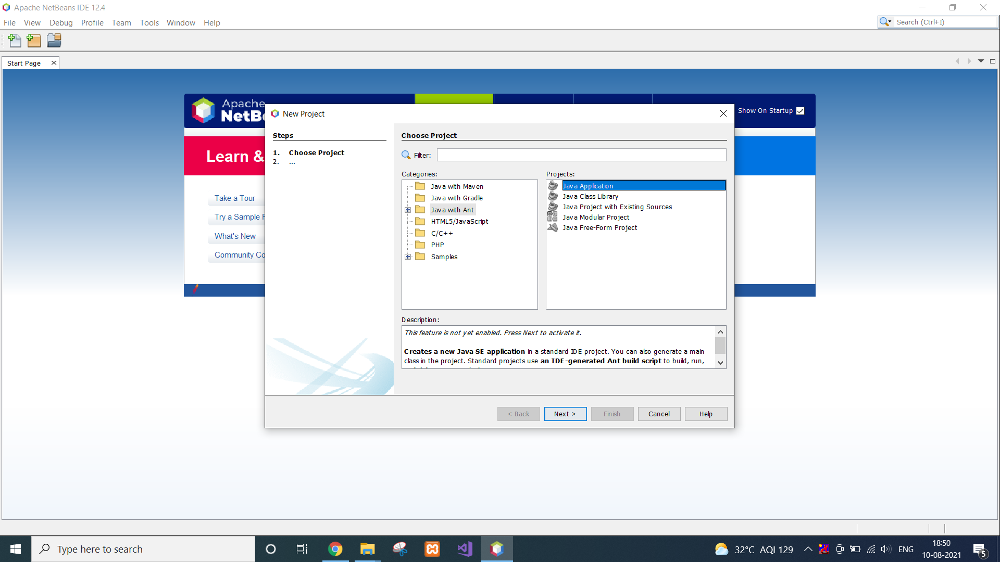 Apache NetBeans IDE 12.4
File View Debug Profile Team Tools Window Help
Search (Ctrl+I)
Start Page
Apache
NetBe
Show On Startup
Learn &
Take a Tour
Try a Sample
What's New
Community Co
New Project
Steps
1. Choose Project
2. ...
Choose Project
Filter:
Categories:
Java with Maven
Java with Gradle
Java with Ant
HTML5/JavaScript
C/C++
PHP
Samples
Projects:
Java Application
Java Class Library
Java Project with Existing Sources
Java Modular Project
Java Free-Form Project
Description:
This feature is not yet enabled. Press Next to activate it.
Creates a new Java SE application in a standard IDE project. You can also generate a main
class in the project. Standard projects use an IDE-generated Ant build script to build, run,
< Back Next > Finish Cancel Help
Type here to search
32°C AQI 129
ENG
18:50
10-08-2021
5